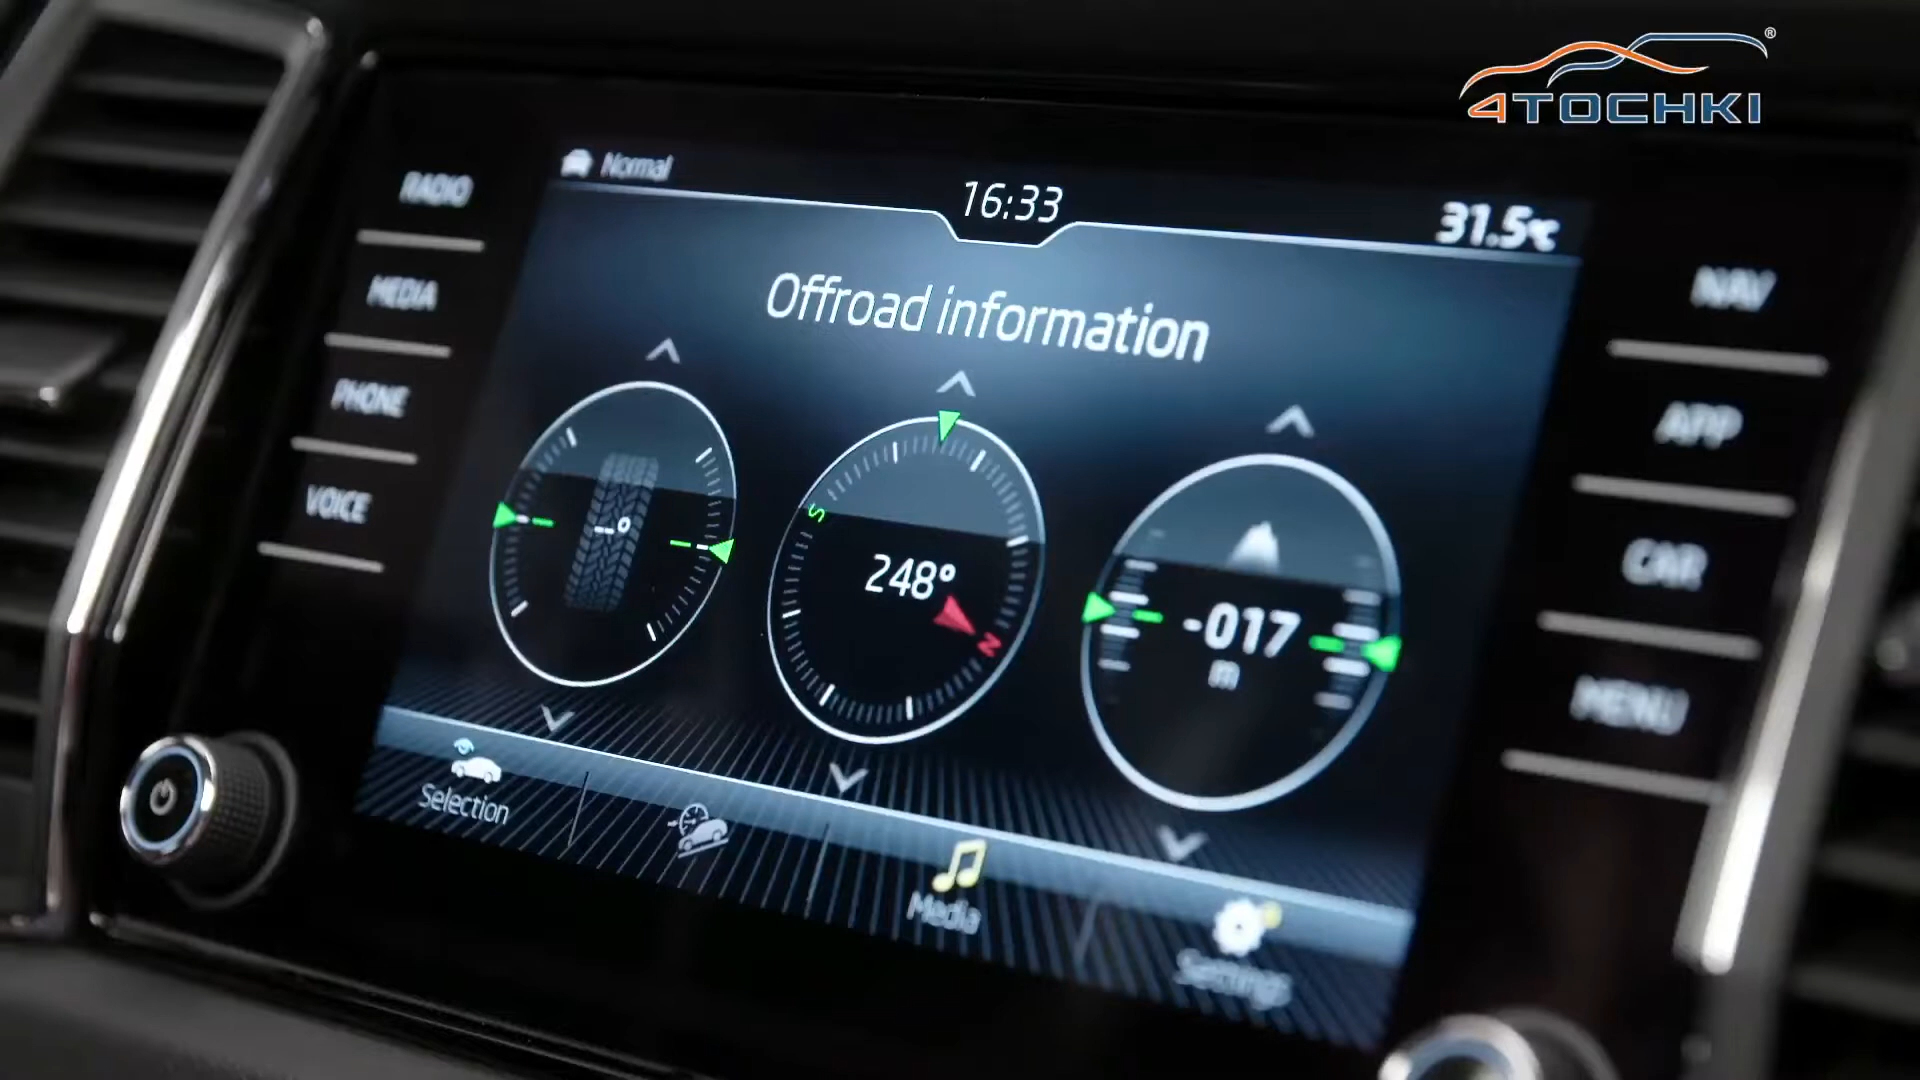 4TOCHKI®
Normal
16:33
31.5°C
RADIO
MEDIA
PHONE
VOICE
Offroad information
--°
S
248°
N
-017
m
NAV
APP
CAR
MENU
Selection
Media
Settings